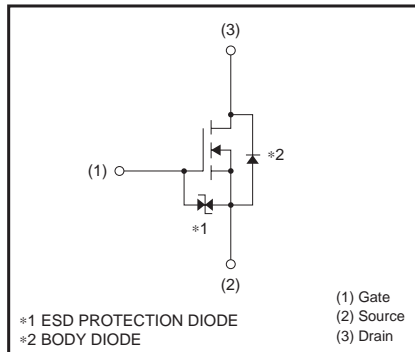 (3)
∗2
(1)
∗1
(2)
∗1 ESD PROTECTION DIODE
∗2 BODY DIODE
(1) Gate
(2) Source
(3) Drain